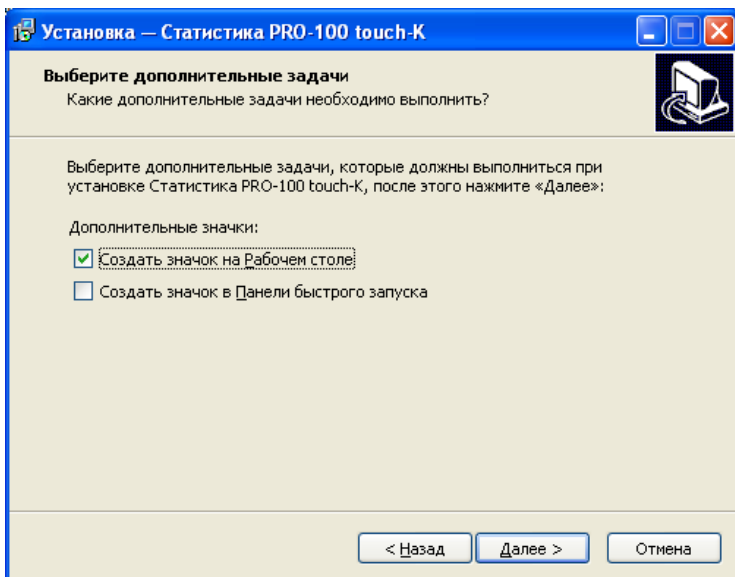 Установка — Статистика PRO-100 touch-K
Выберите дополнительные задачи
Какие дополнительные задачи необходимо выполнить?
Выберите дополнительные задачи, которые должны выполниться при
установке Статистика PRO-100 touch-K, после этого нажмите «Далее»:
Дополнительные значки:
Создать значок на Рабочем столе
Создать значок в Панели быстрого запуска
< Назад
Далее >
Отмена